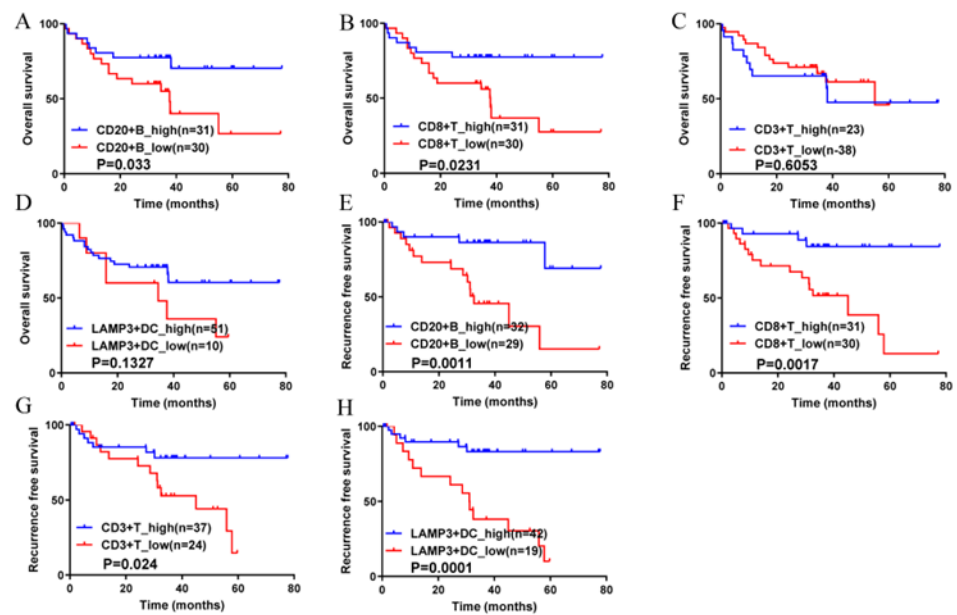 A
100
50
0
Overall survival
CD20+B_high(n=31)
CD20+B_low(n=30)
P=0.033
0 20 40 60 80
Time (months)
B
100
50
0
Overall survival
CD8+T_high(n=31)
CD8+T_low(n=30)
P=0.0231
0 20 40 60 80
Time (months)
C
100
50
0
Overall survival
CD3+T_high(n=23)
CD3+T_low(n-38)
P=0.6053
0 20 40 60 80
Time (months)
D
100
50
0
Overall survival
LAMP3+DC_high(n=51)
LAMP3+DC_low(n=10)
P=0.1327
0 20 40 60 80
Time (months)
E
100
50
0
Recurrence free survival
CD20+B_high(n=32)
CD20+B_low(n=29)
P=0.0011
0 20 40 60 80
Time (months)
F
100
50
0
Recurrence free survival
CD8+T_high(n=31)
CD8+T_low(n=30)
P=0.0017
0 20 40 60 80
Time (months)
G
100
50
0
Recurrence free survival
CD3+T_high(n=37)
CD3+T_low(n=24)
P=0.024
0 20 40 60 80
Time (months)
H
100
50
0
Recurrence free survival
LAMP3+DC_high(n=42)
LAMP3+DC_low(n=19)
P=0.0001
0 20 40 60 80
Time (months)